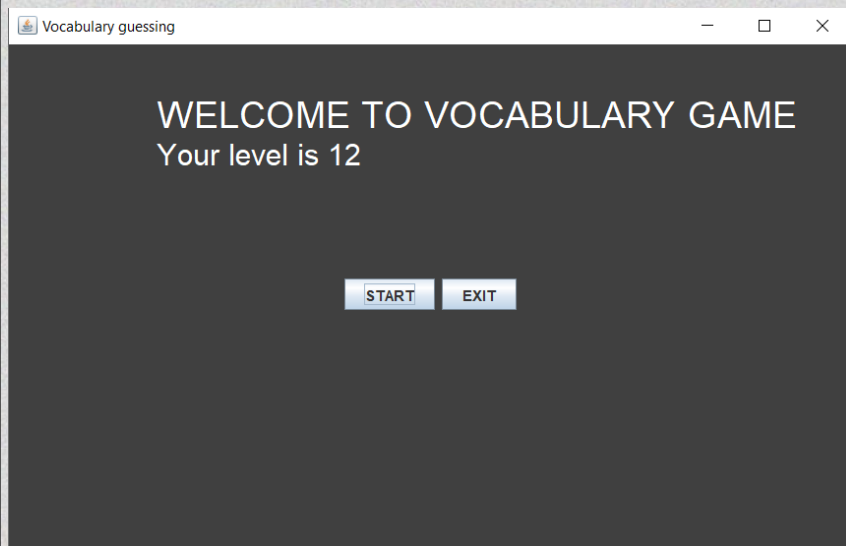 Vocabulary guessing
WELCOME TO VOCABULARY GAME
Your level is 12
START EXIT